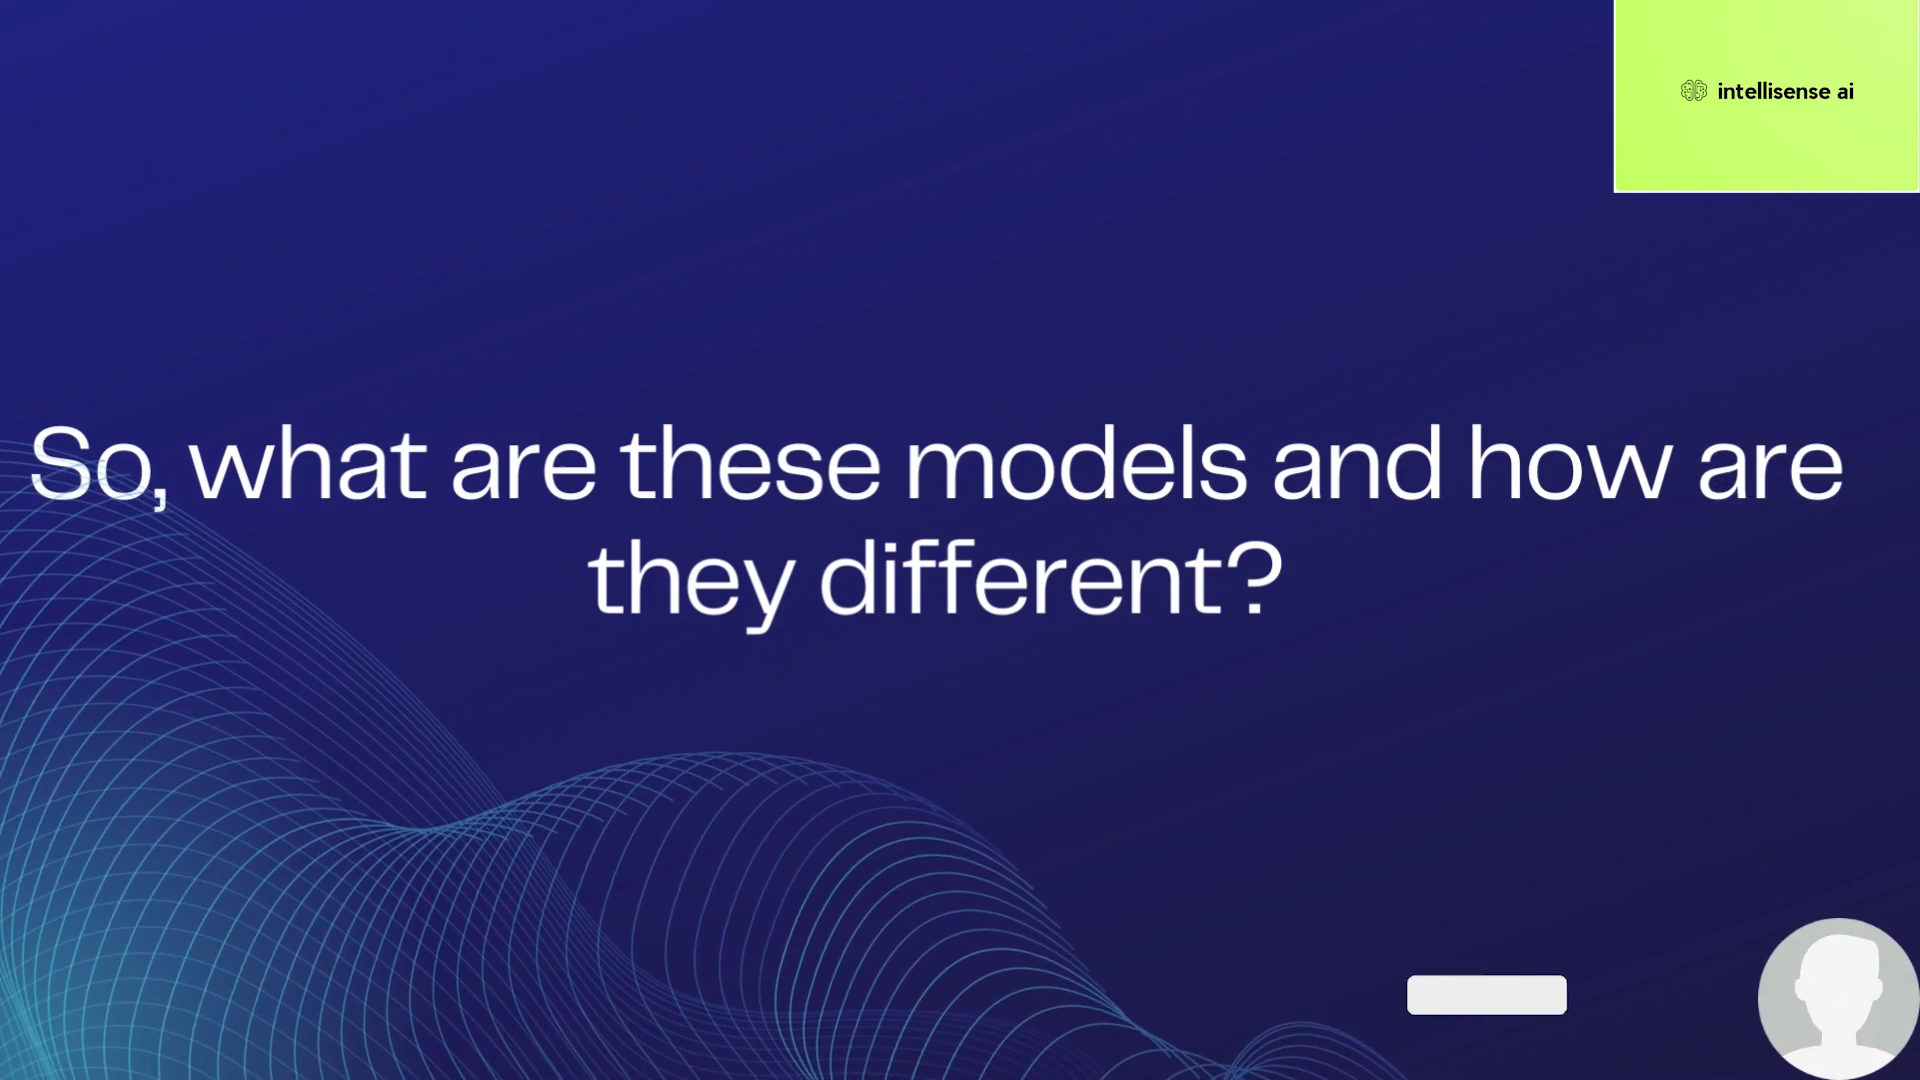 intellisense ai
So, what are these models and how are
they different?